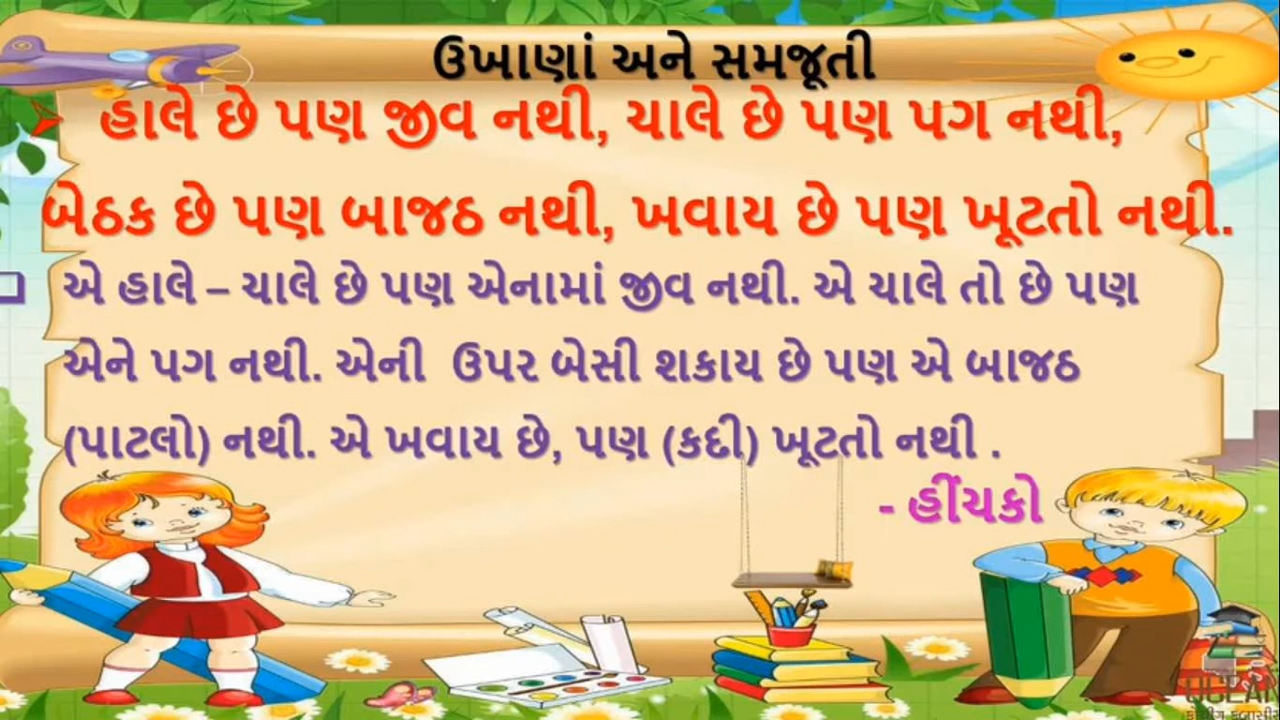 ઉખાણાં અને સમજૂતી
હાલે છે પણ જીવ નથી, ચાલે છે પણ પગ નથી,
બેઠક છે પણ બાજઠ નથી, ખવાય છે પણ ખૂટતો નથી.
એ હાલે – ચાલે છે પણ એનામાં જીવ નથી. એ ચાલે તો છે પણ
એને પગ નથી. એની ઉપર બેસી શકાય છે પણ એ બાજઠ
(પાટલો) નથી. એ ખવાય છે, પણ (કદી) ખૂટતો નથી .
- હીંચકો